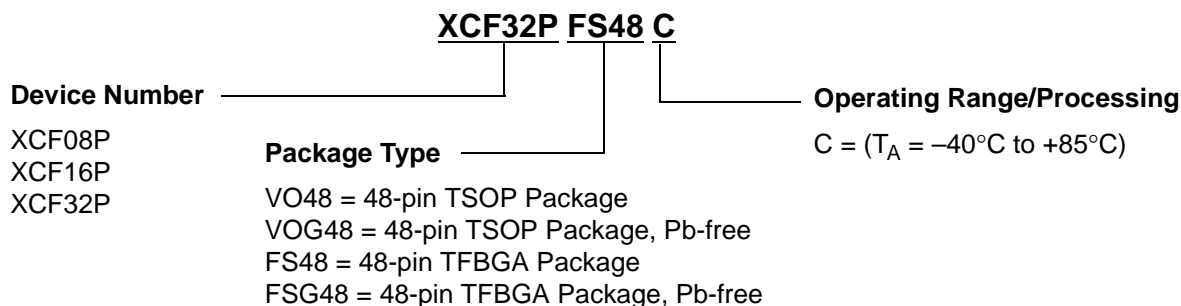 XCF32P FS48 C
Device Number
XCF08P
XCF16P
XCF32P
Package Type
VO48 = 48-pin TSOP Package
VOG48 = 48-pin TSOP Package, Pb-free
FS48 = 48-pin TFBGA Package
FSG48 = 48-pin TFBGA Package, Pb-free
Operating Range/Processing
C = (TA = –40°C to +85°C)